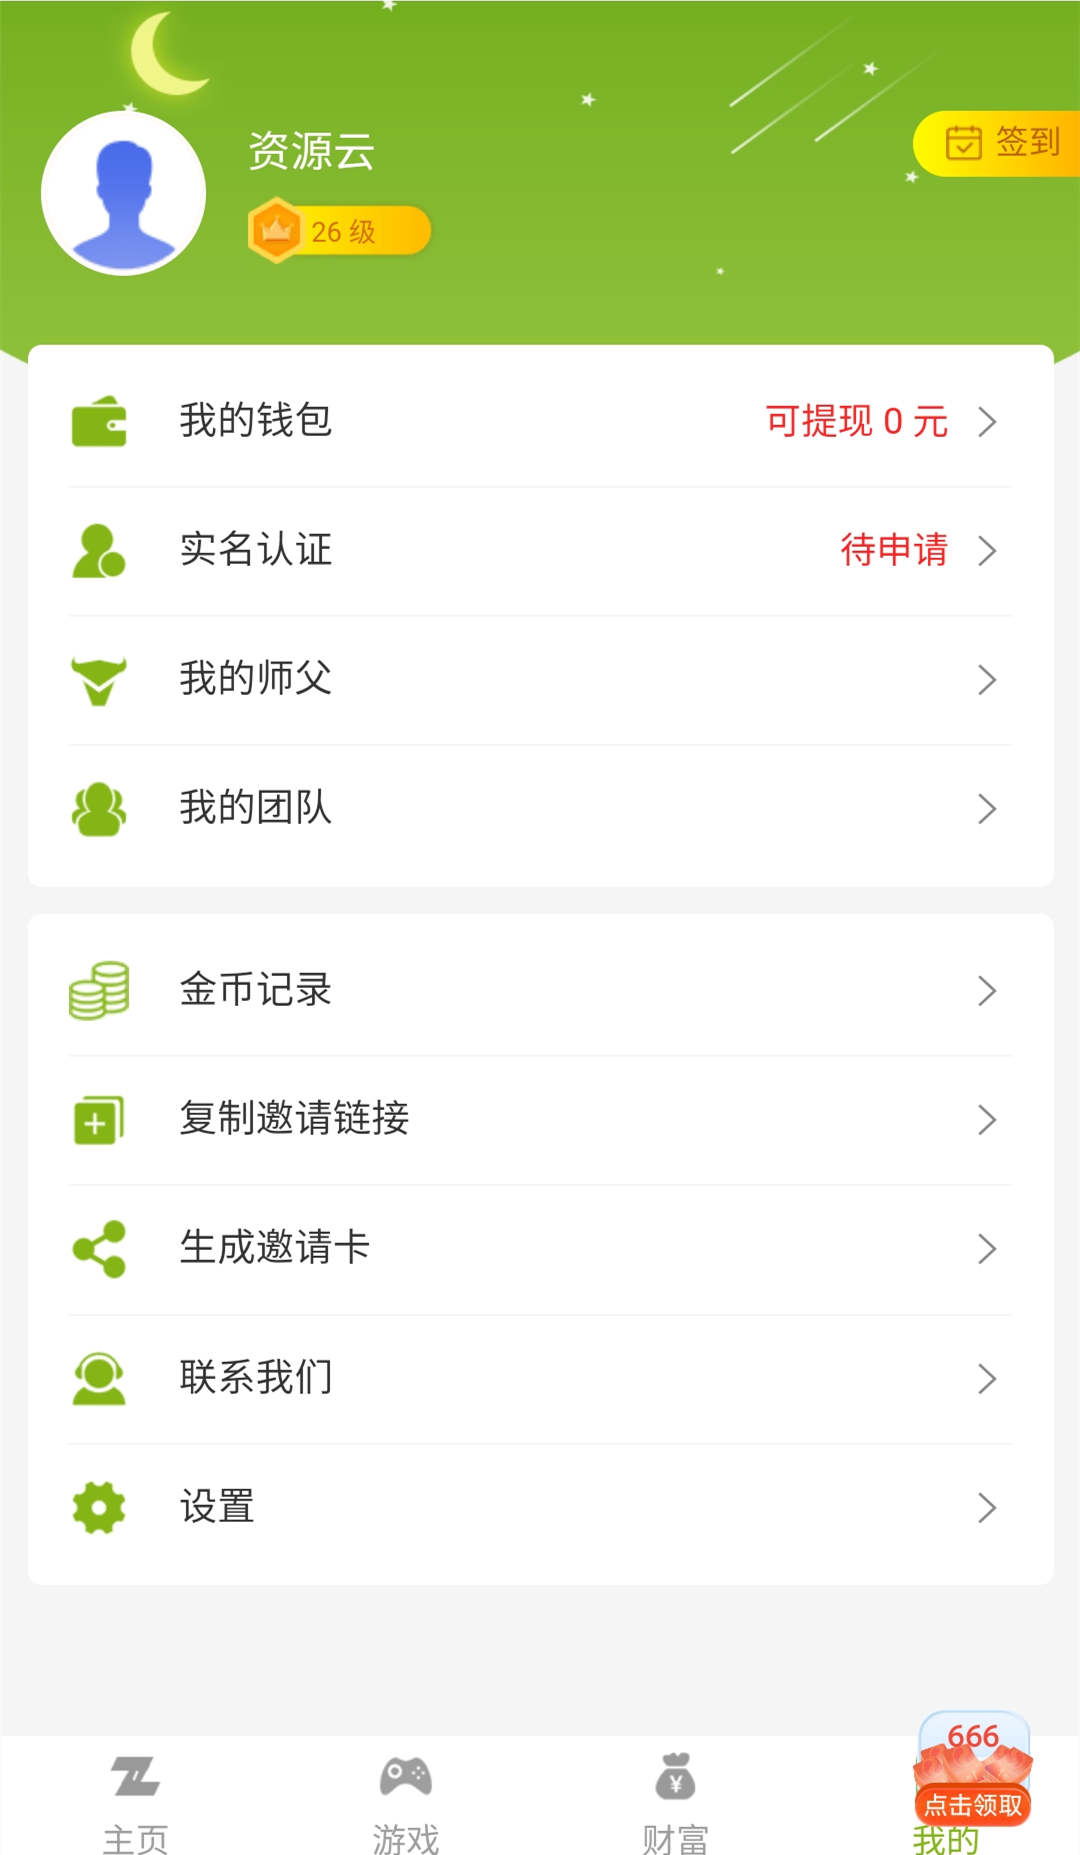 资源云
签到
26 级
我的钱包
可提现 0 元
实名认证
待申请
我的师父
我的团队
金币记录
复制邀请链接
生成邀请卡
联系我们
设置
666
点击领取
主页
游戏
¥
财富
我的